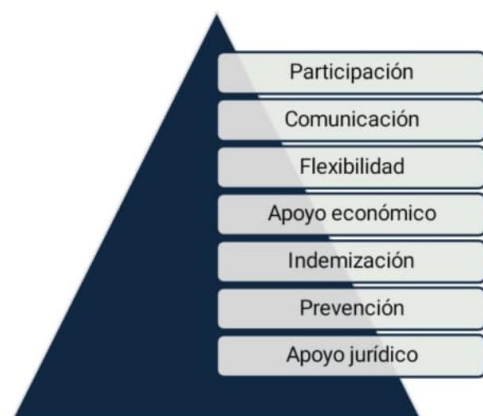 Participación
Comunicación
Flexibilidad
Apoyo económico
Indemización
Prevención
Apoyo jurídico